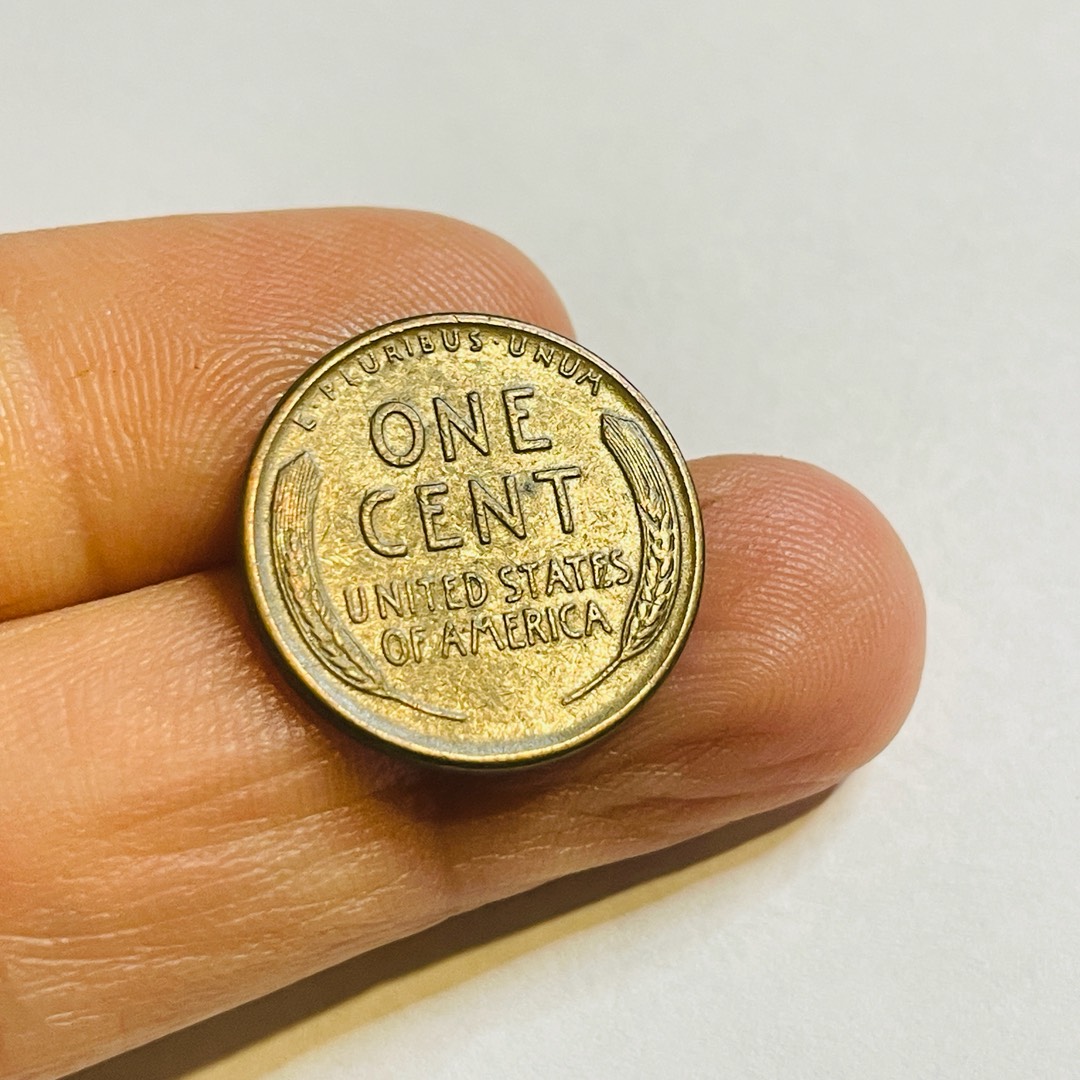 E·PLURIBUS·UNUM
ONE
CENT
UNITED STATES
OF AMERICA